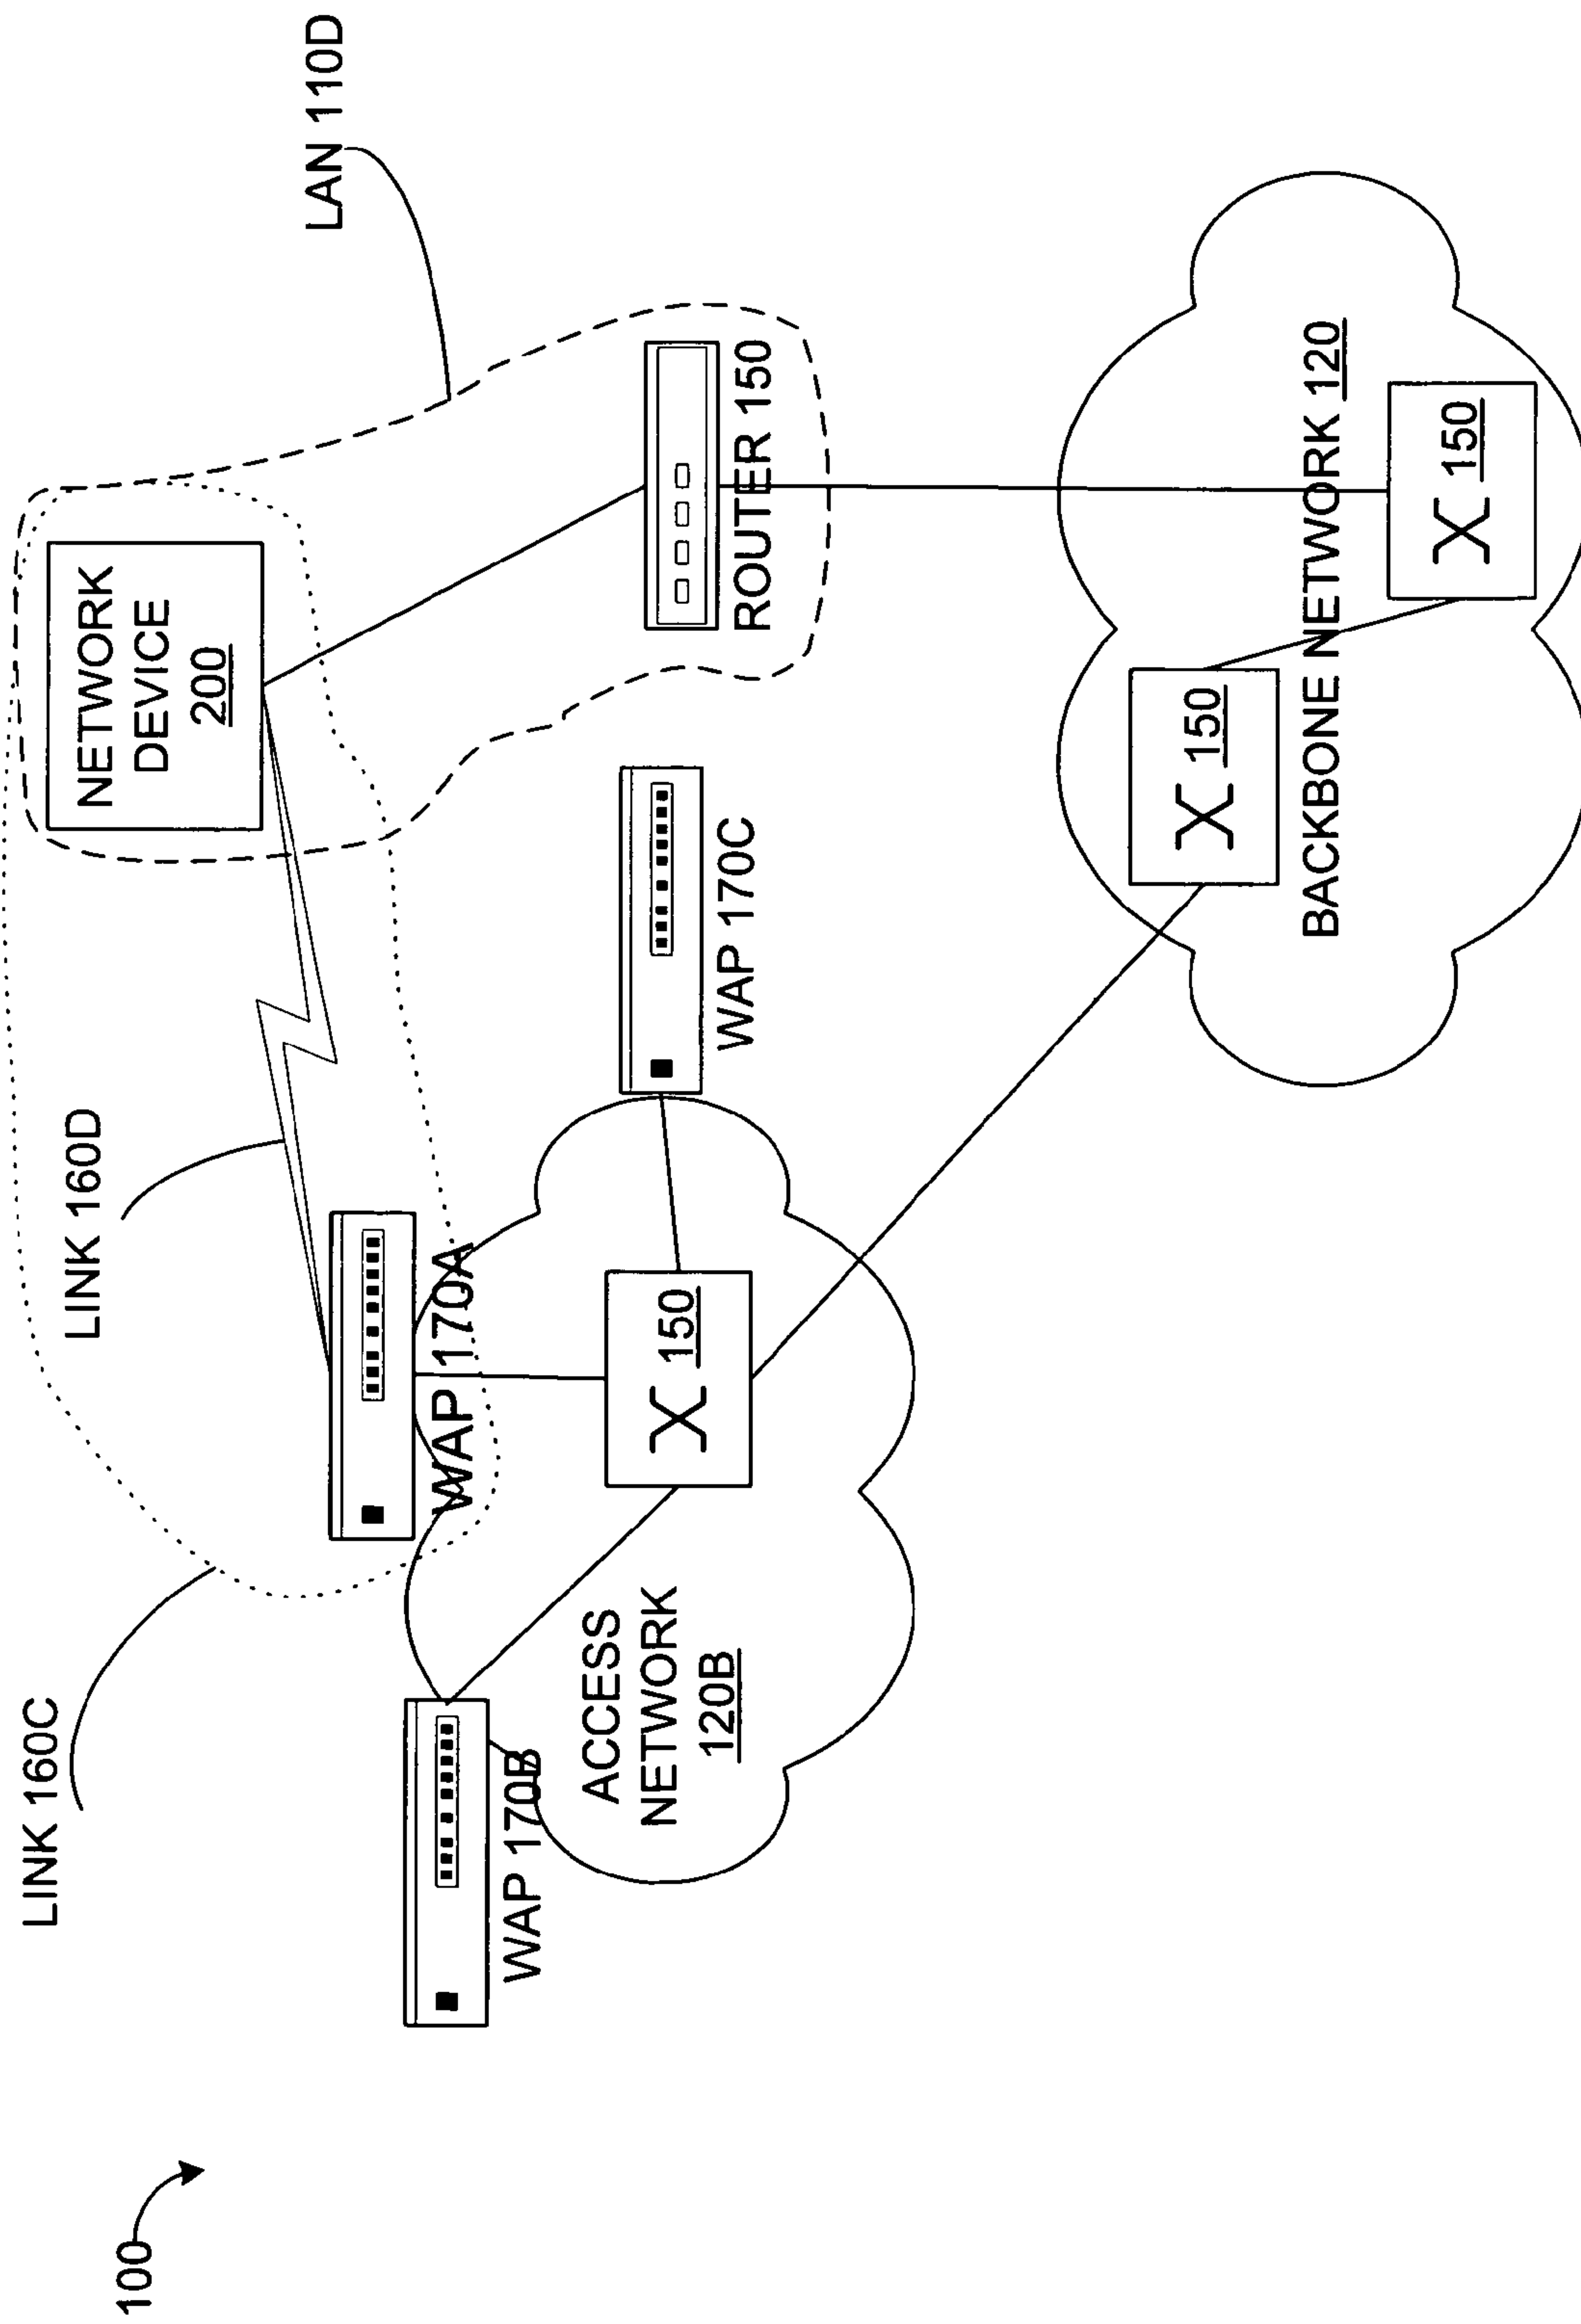 100
LINK 160C
LINK 160D
LAN 110D
NETWORK
DEVICE
200
WAP 170A
WAP 170B
WAP 170C
ROUTER 150
X 150
ACCESS
NETWORK
120B
X 150
BACKBONE NETWORK 120
X 150